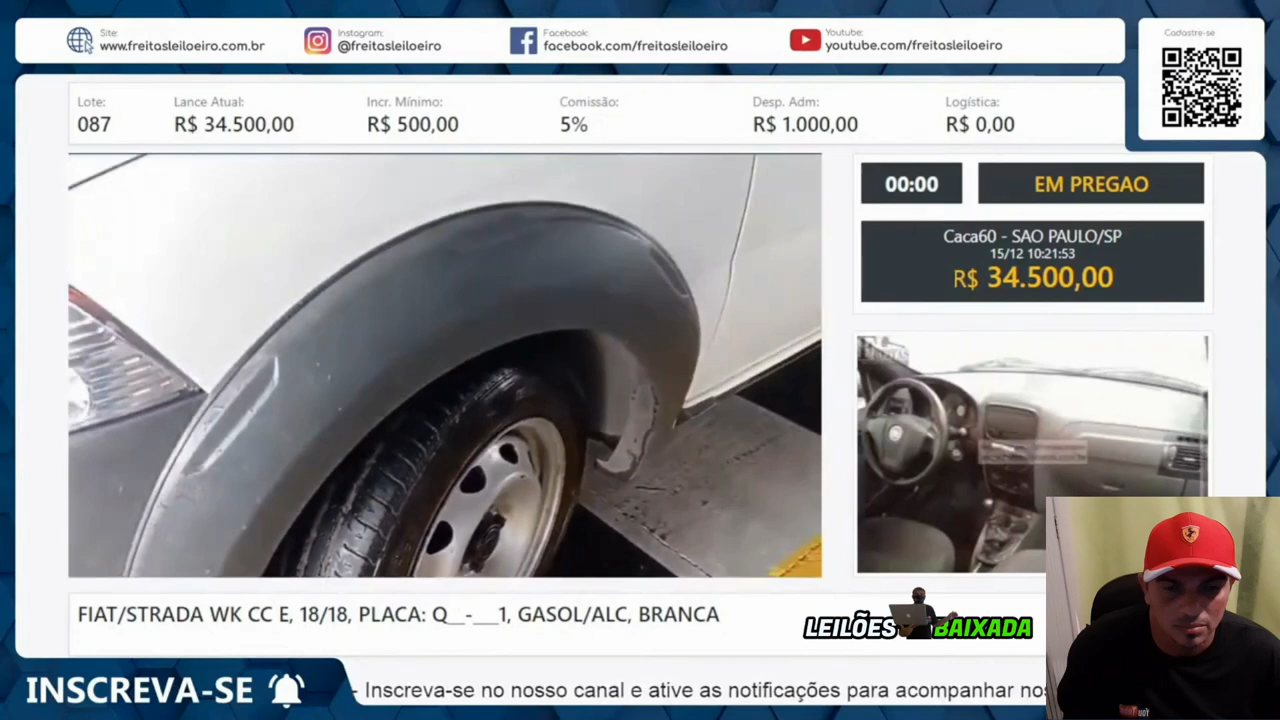 Site:
www.freitasleiloeiro.com.br
Instagram:
@freitasleiloeiro
Facebook:
facebook.com/freitasleiloeiro
Youtube:
youtube.com/freitasleiloeiro
Cadastre-se
Lote:
087
Lance Atual:
R$ 34.500,00
Incr. Mínimo:
R$ 500,00
Comissão:
5%
Desp. Adm:
R$ 1.000,00
Logística:
R$ 0,00
00:00
EM PREGAO
Caca60 - SAO PAULO/SP
15/12 10:21:53
R$ 34.500,00
FIAT/STRADA WK CC E, 18/18, PLACA: Q__-___1, GASOL/ALC, BRANCA
LEILÕES BAIXADA
INSCREVA-SE
- Inscreva-se no nosso canal e ative as notificações para acompanhar nos